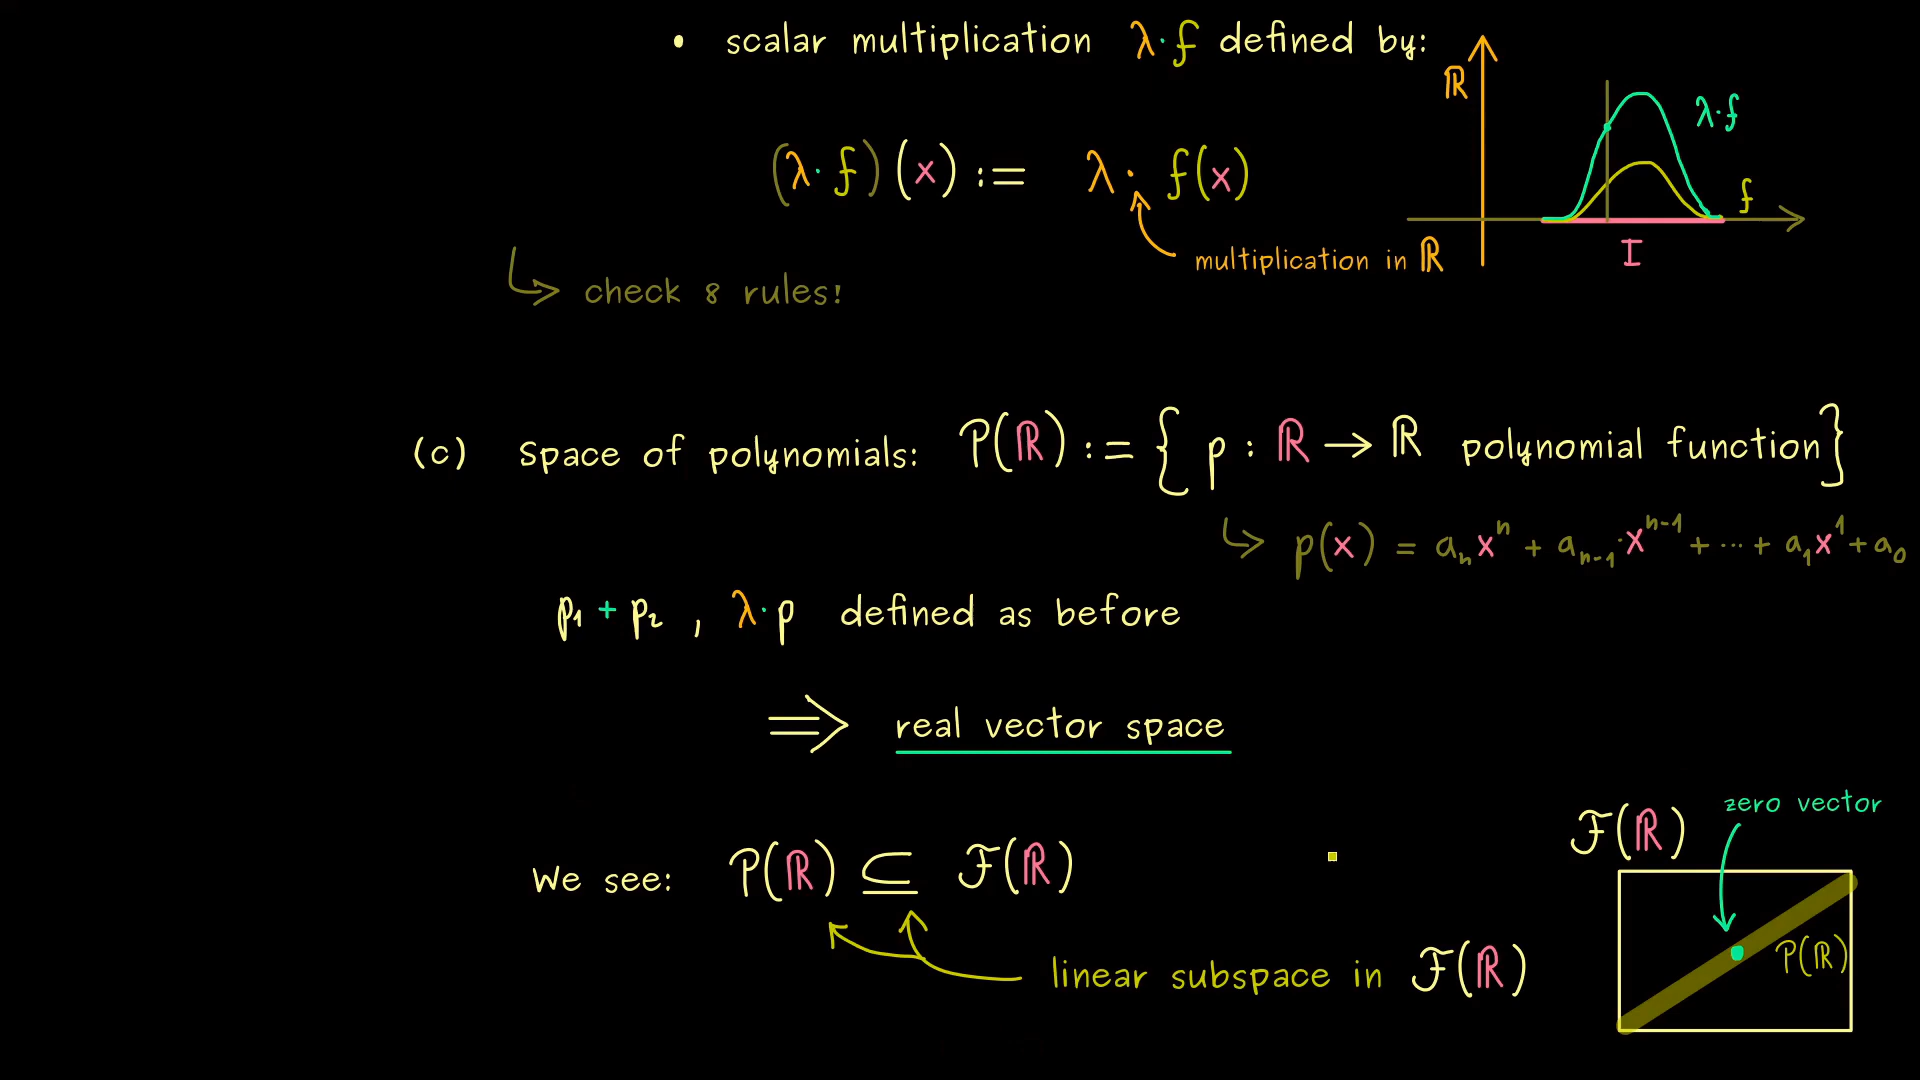 • scalar multiplication λ·f defined by:
ℝ
λ·f
(λ·f)(x) := λ · f(x)
f
I
multiplication in ℝ
check 8 rules!
(c) Space of polynomials: P(ℝ) := { p : ℝ → ℝ polynomial function }
↳ p(x) = aₙxⁿ + aₙ₋₁·xⁿ⁻¹ + ⋯ + a₁x¹ + a₀
p₁ + p₂ , λ·p defined as before
⟹ real vector space
zero vector
ℱ(ℝ)
We see: P(ℝ) ⊆ ℱ(ℝ)
P(ℝ)
linear subspace in ℱ(ℝ)